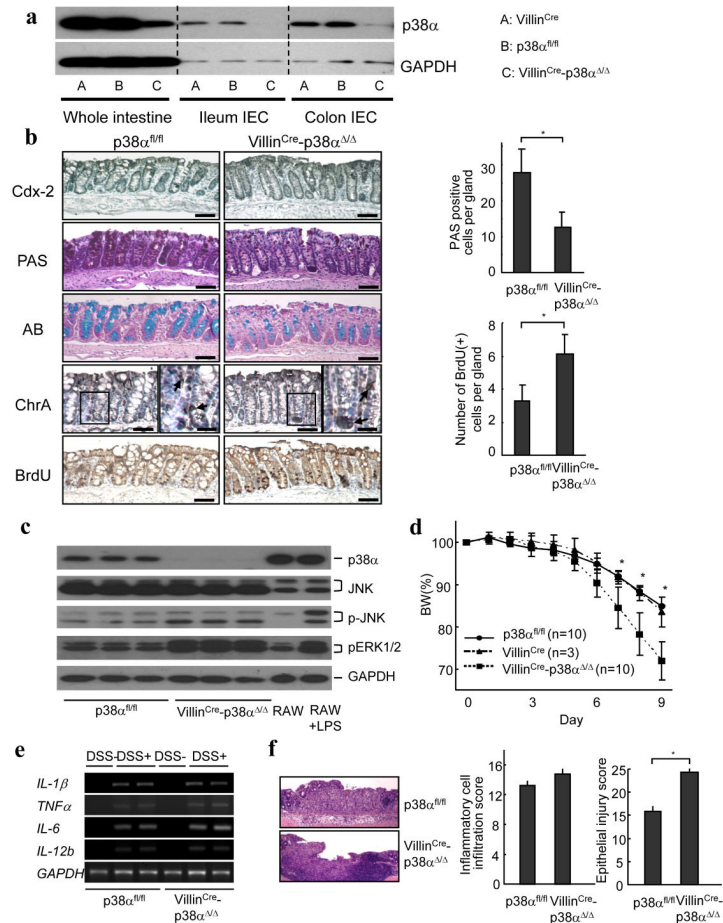 a
p38α
GAPDH
A: Villin^Cre
B: p38α^fl/fl
C: Villin^Cre-p38α^Δ/Δ
A B C A B C A B C
Whole intestine Ileum IEC Colon IEC
b
p38α^fl/fl Villin^Cre-p38α^Δ/Δ
Cdx-2
PAS
AB
ChrA
BrdU
PAS positive
cells per gland
30
20
10
0
*
p38α^fl/fl Villin^Cre-
p38α^Δ/Δ
Number of BrdU(+)
cells per gland
8
6
4
2
0
*
p38α^fl/fl Villin^Cre-
p38α^Δ/Δ
c
p38α
JNK
p-JNK
pERK1/2
GAPDH
p38α^fl/fl Villin^Cre-p38α^Δ/Δ RAW RAW
+LPS
d
BW(%)
100
90
80
70
* * *
p38α^fl/fl (n=10)
Villin^Cre (n=3)
Villin^Cre-p38α^Δ/Δ (n=10)
0 3 6 9
Day
e
DSS- DSS+ DSS- DSS+
IL-1β
TNFα
IL-6
IL-12b
GAPDH
p38α^fl/fl Villin^Cre-
p38α^Δ/Δ
f
p38α^fl/fl
Villin^Cre-
p38α^Δ/Δ
Inflammatory cell
infiltration score
16
12
8
4
0
p38α^fl/fl Villin^Cre-
p38α^Δ/Δ
Epithelial injury score
25
20
15
10
5
0
*
p38α^fl/fl Villin^Cre-
p38α^Δ/Δ